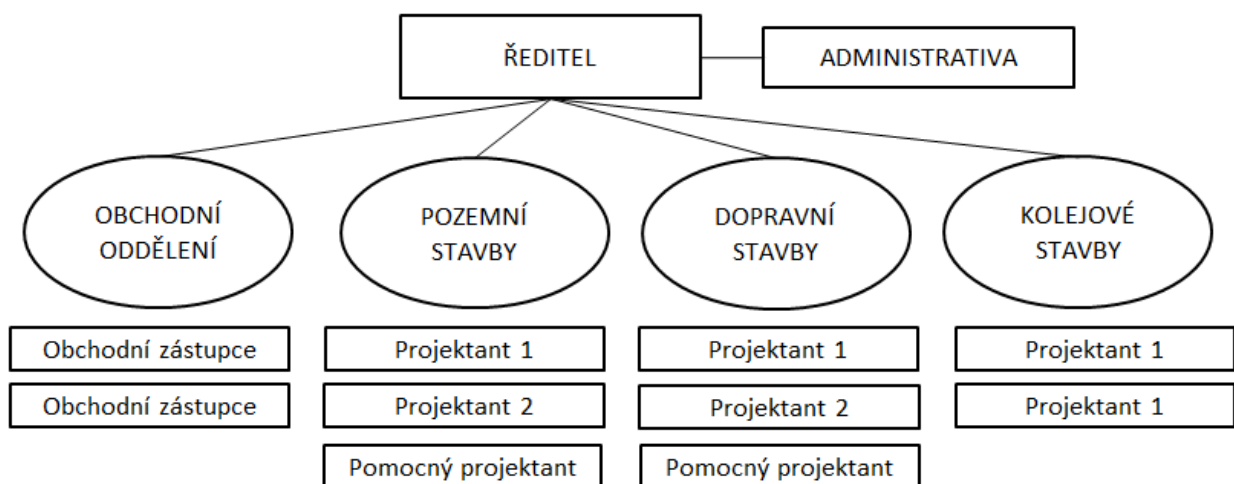 ŘEDITEL
ADMINISTRATIVA
OBCHODNÍ
ODDĚLENÍ
POZEMNÍ
STAVBY
DOPRAVNÍ
STAVBY
KOLEJOVÉ
STAVBY
Obchodní zástupce
Projektant 1
Projektant 1
Projektant 1
Obchodní zástupce
Projektant 2
Projektant 2
Projektant 1
Pomocný projektant
Pomocný projektant